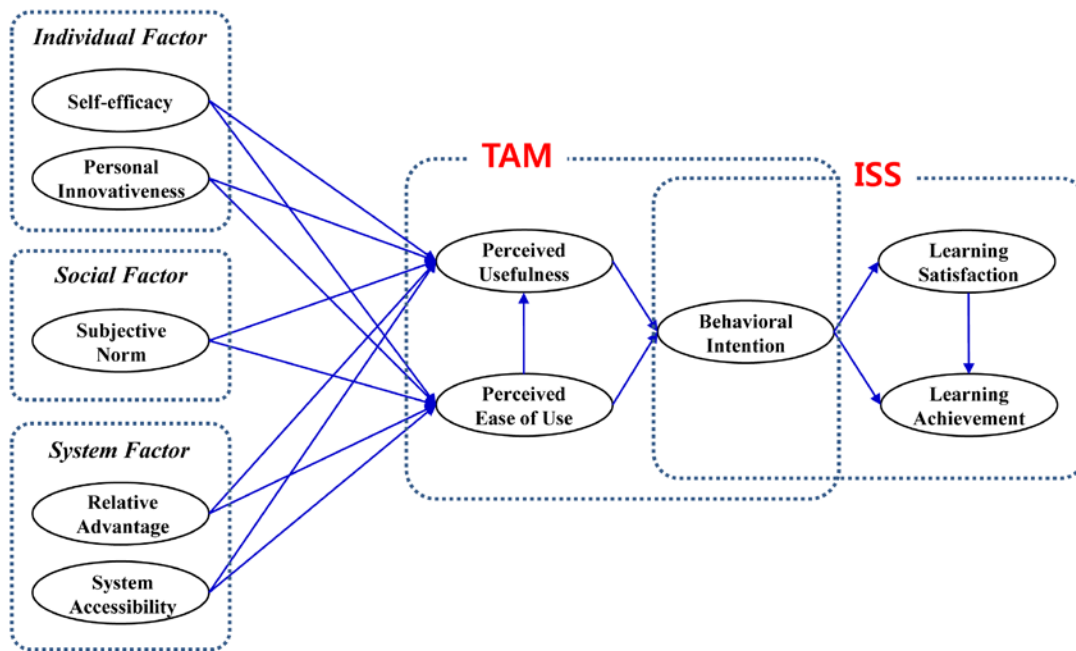 Individual Factor
Self-efficacy
Personal
Innovativeness
Social Factor
Subjective
Norm
System Factor
Relative
Advantage
System
Accessibility
TAM
Perceived
Usefulness
Perceived
Ease of Use
Behavioral
Intention
ISS
Learning
Satisfaction
Learning
Achievement